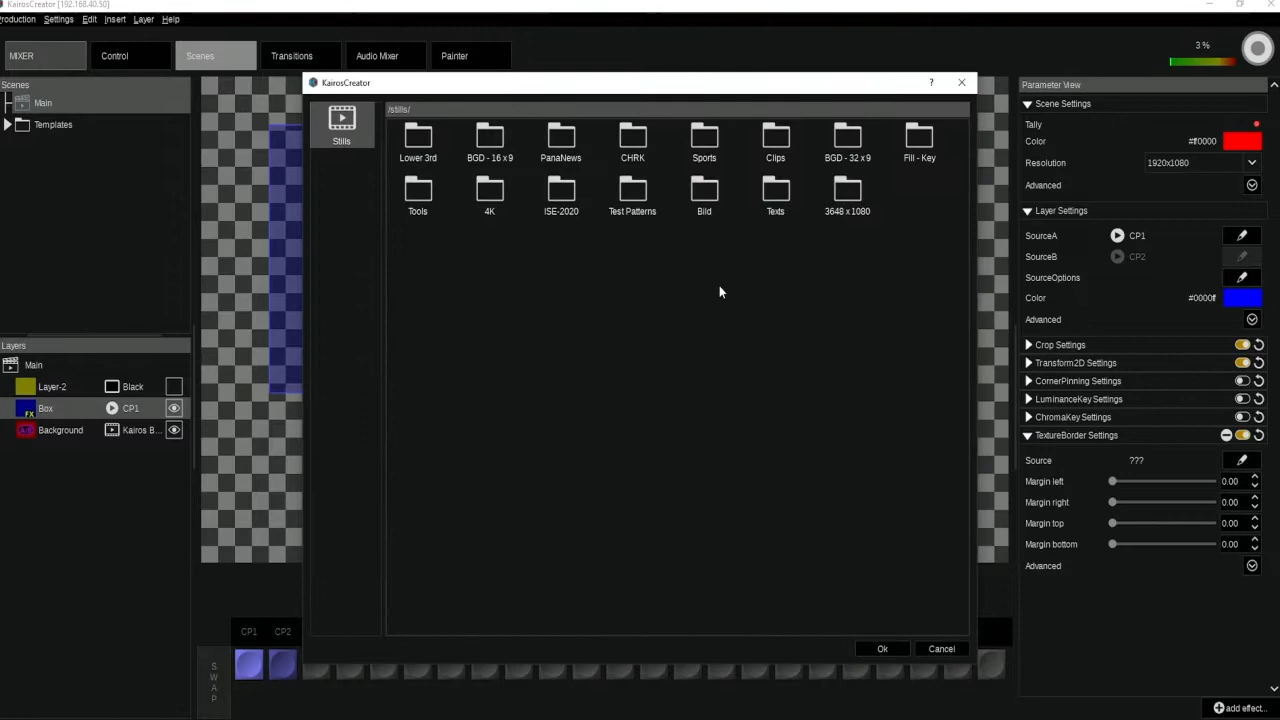 KairosCreator [192.168.40.50]
roduction Settings Edit Insert Layer Help
MIXER Control Scenes Transitions Audio Mixer Painter
3 %
Scenes
Main
Templates
KairosCreator ?
Stills
/stills/
Lower 3rd BGD - 16 x 9 PanaNews CHRK Sports Clips BGD - 32 x 9 Fill - Key
Tools 4K ISE-2020 Test Patterns Bild Texts 3648 x 1080
Ok Cancel
Layers
Main
Layer-2 Black
FX Box CP1
Background Kairos B...
CP1 CP2
SWAP
Parameter View
Scene Settings
Tally
Color #ff0000
Resolution 1920x1080
Advanced
Layer Settings
SourceA CP1
SourceB CP2
SourceOptions
Color #0000ff
Advanced
Crop Settings
Transform2D Settings
CornerPinning Settings
LuminanceKey Settings
ChromaKey Settings
TextureBorder Settings
Source ???
Margin left 0.00
Margin right 0.00
Margin top 0.00
Margin bottom 0.00
Advanced
add effect...